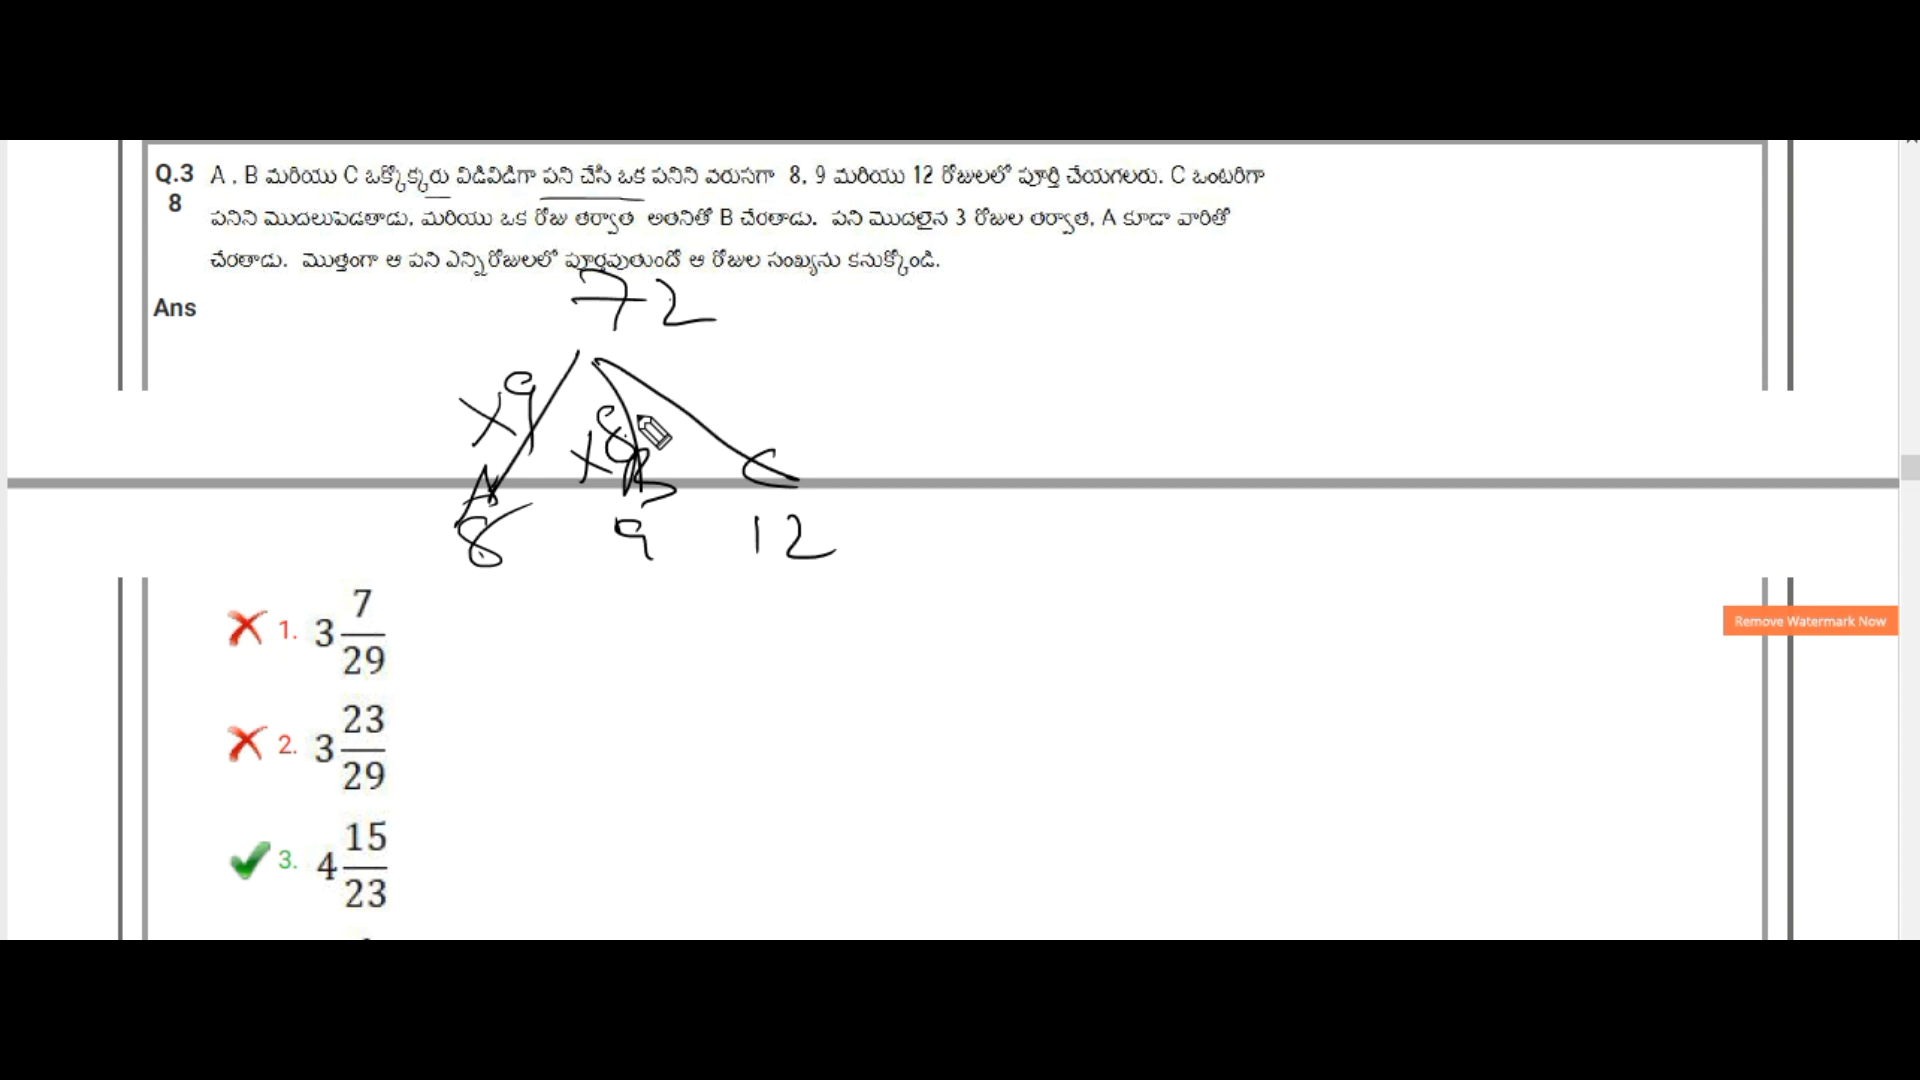 Q.3 A , B మరియు C ఒక్కొక్కరు విడివిడిగా పని చేసి ఒక పనిని వరుసగా 8, 9 మరియు 12 రోజులలో పూర్తి చేయగలరు. C ఒంటరిగా
8 పనిని మొదలుపెడతాడు, మరియు ఒక రోజు తర్వాత అతనితో B చేరతాడు. పని మొదలైన 3 రోజుల తర్వాత, A కూడా వారితో
చేరతాడు. మొత్తంగా ఆ పని ఎన్నిరోజులలో పూర్తవుతుందో ఆ రోజుల సంఖ్యను కనుక్కోండి.
Ans
72
×9 ×8
A B C
8 9 12
1. 3 7/29
Remove Watermark Now
2. 3 23/29
3. 4 15/23